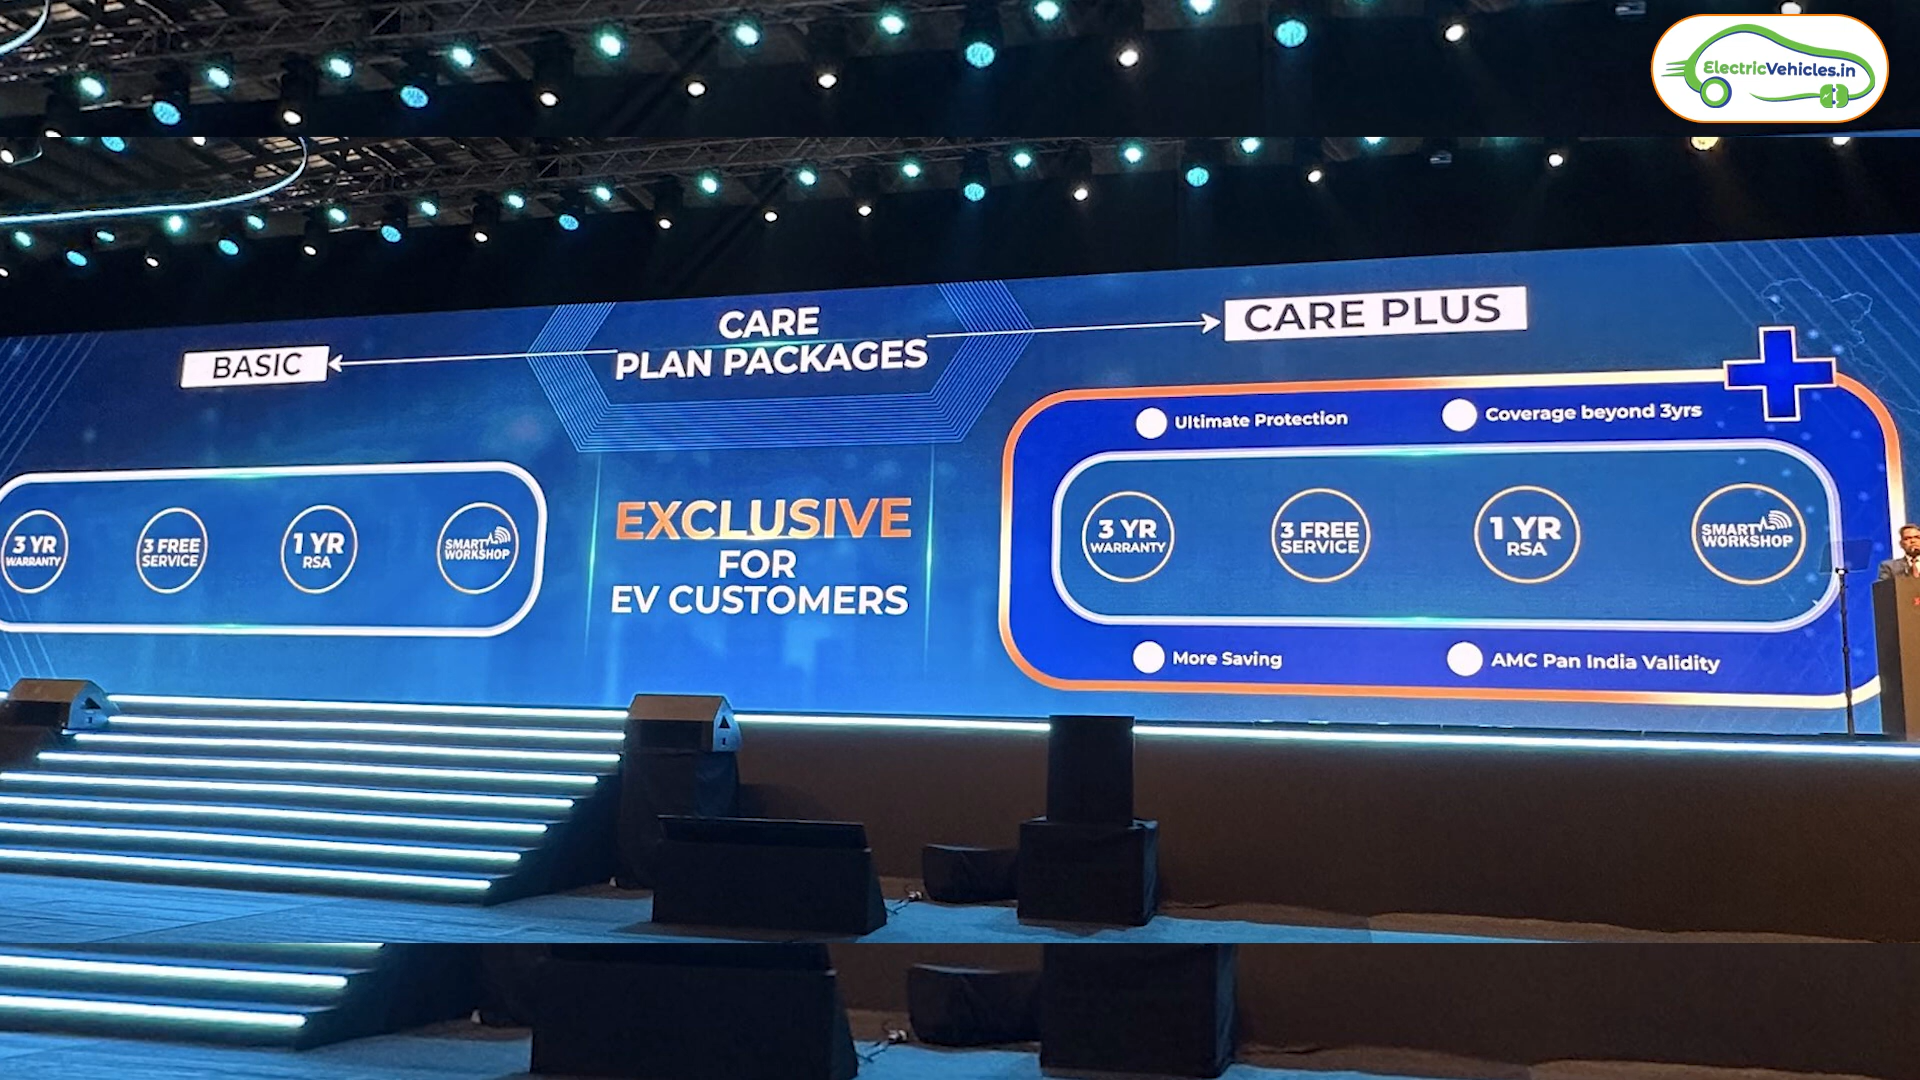 ElectricVehicles.in
CARE
PLAN PACKAGES
BASIC
CARE PLUS
3 YR
WARRANTY
3 FREE
SERVICE
1 YR
RSA
SMART
WORKSHOP
EXCLUSIVE
FOR
EV CUSTOMERS
Ultimate Protection
Coverage beyond 3yrs
3 YR
WARRANTY
3 FREE
SERVICE
1 YR
RSA
SMART
WORKSHOP
More Saving
AMC Pan India Validity